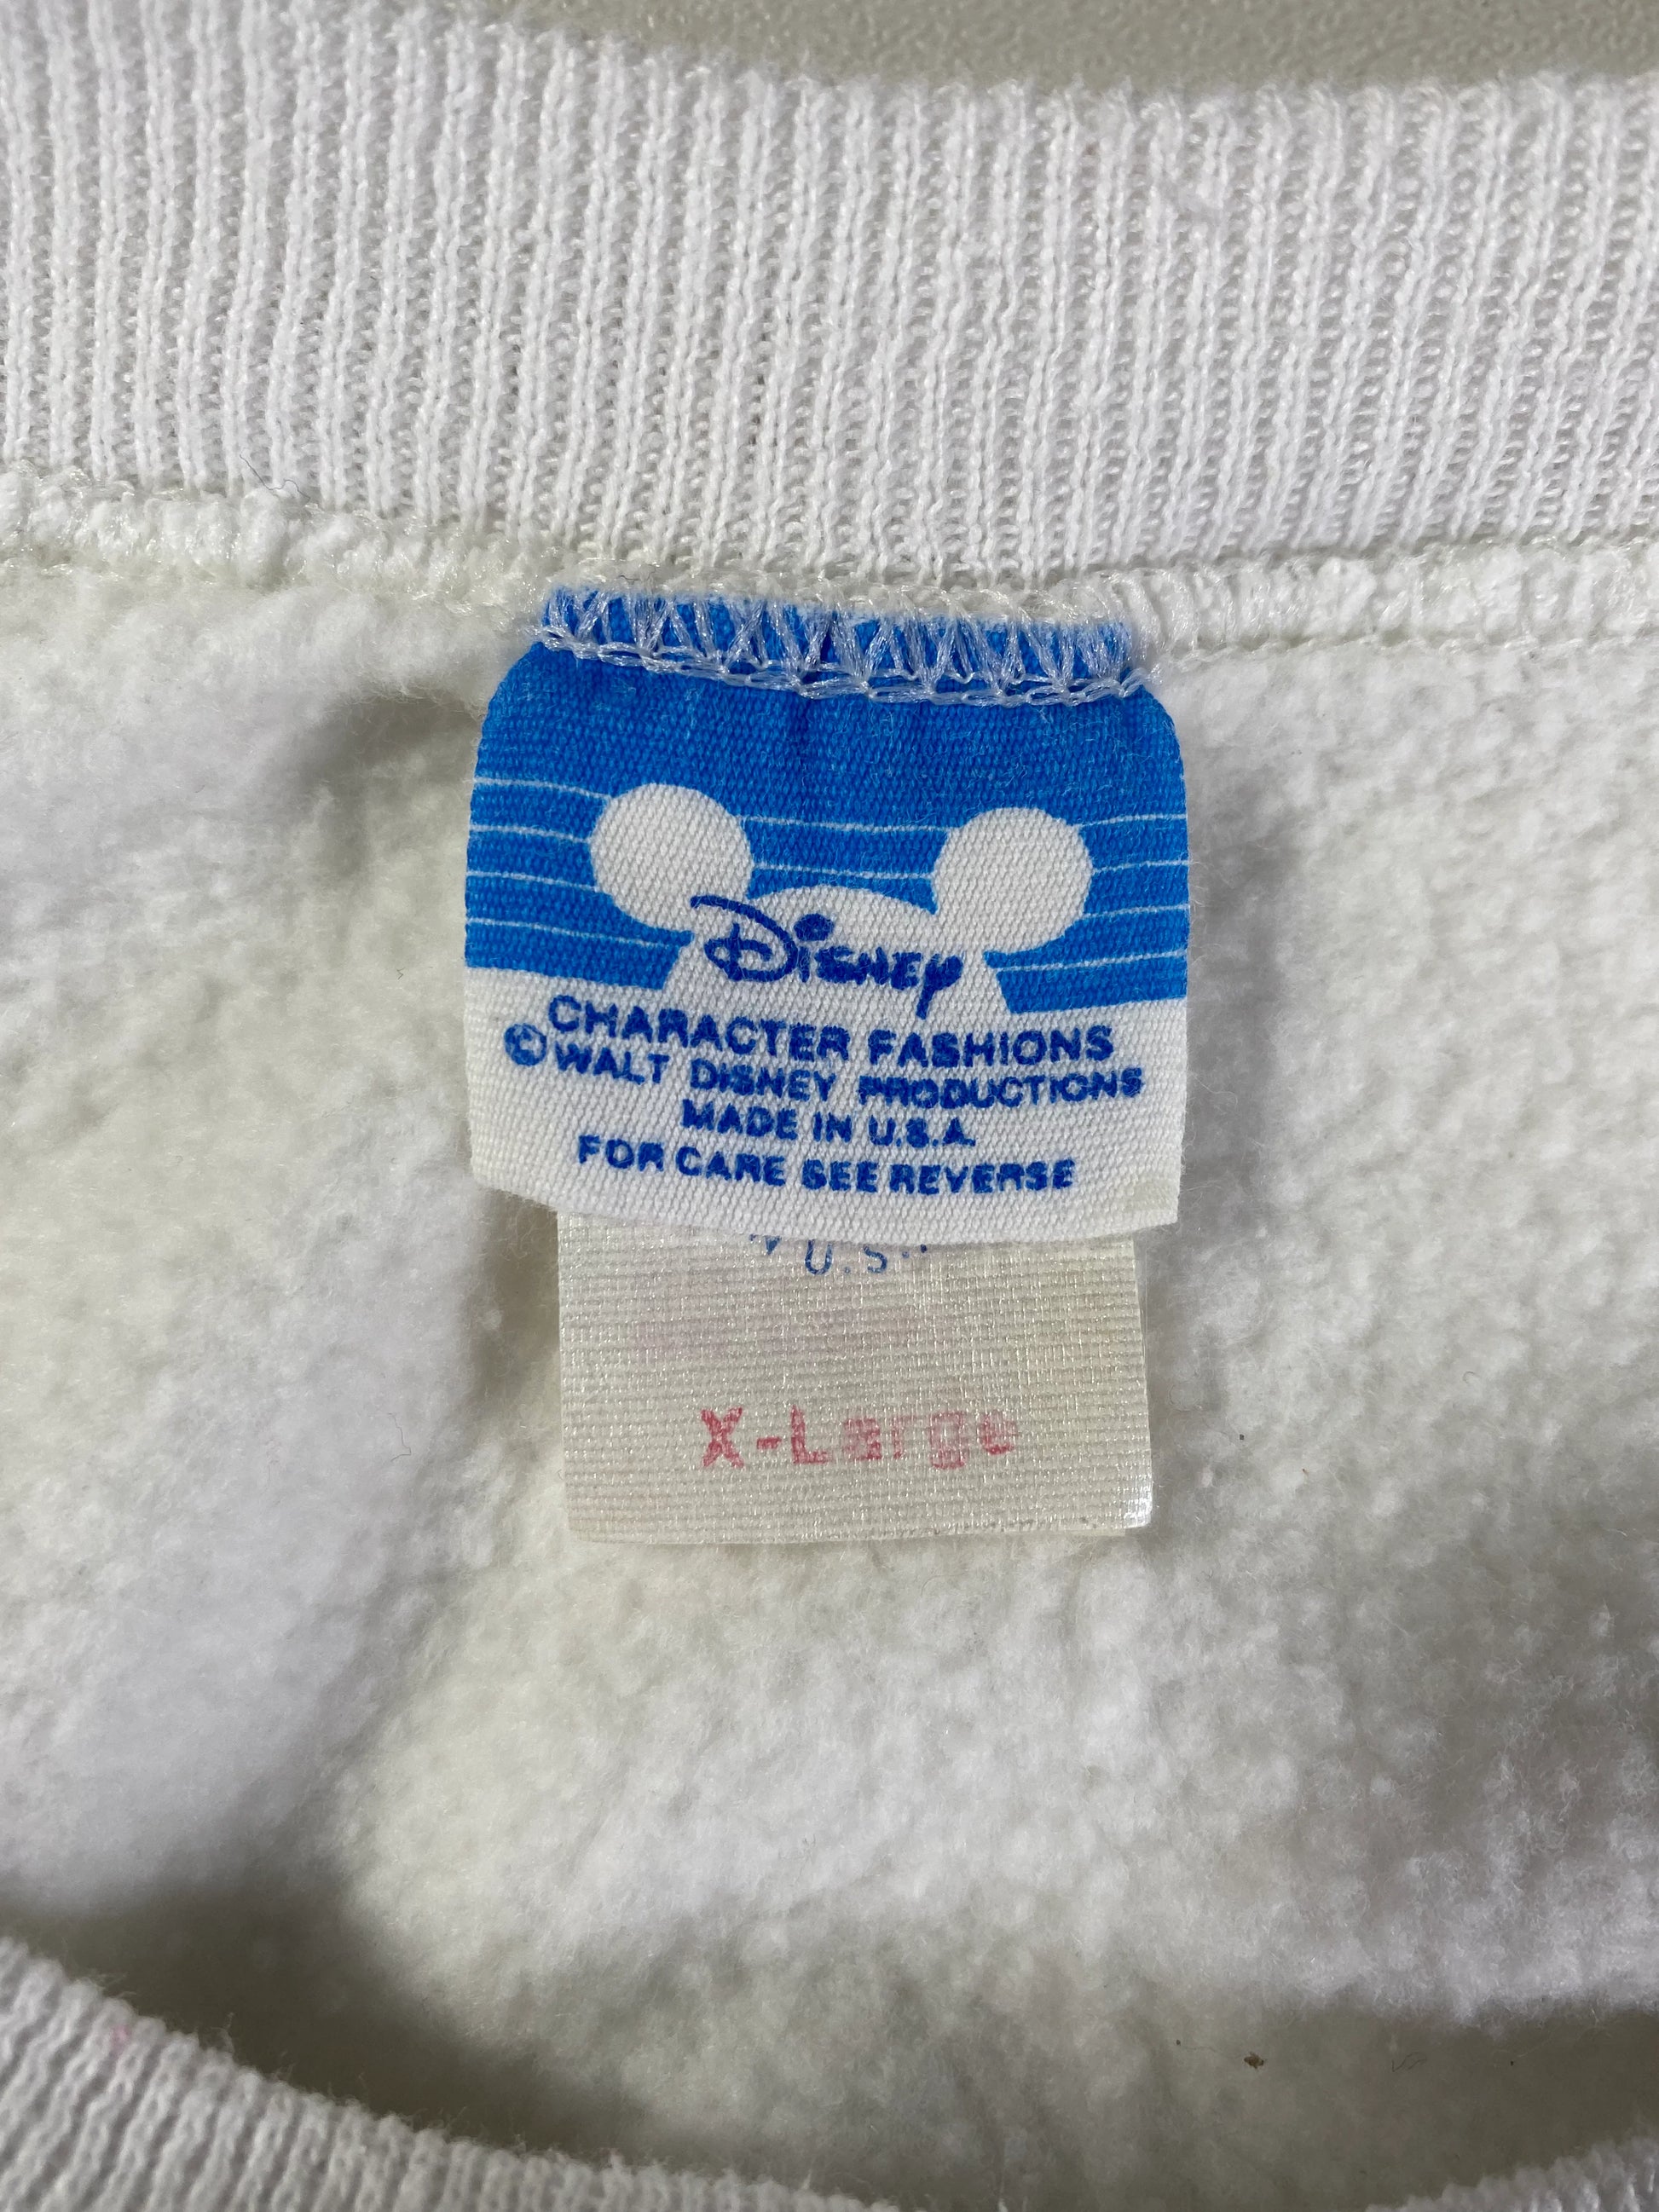 Disney
CHARACTER FASHIONS
©WALT DISNEY PRODUCTIONS
MADE IN U.S.A.
FOR CARE SEE REVERSE
U.S.
X-Large